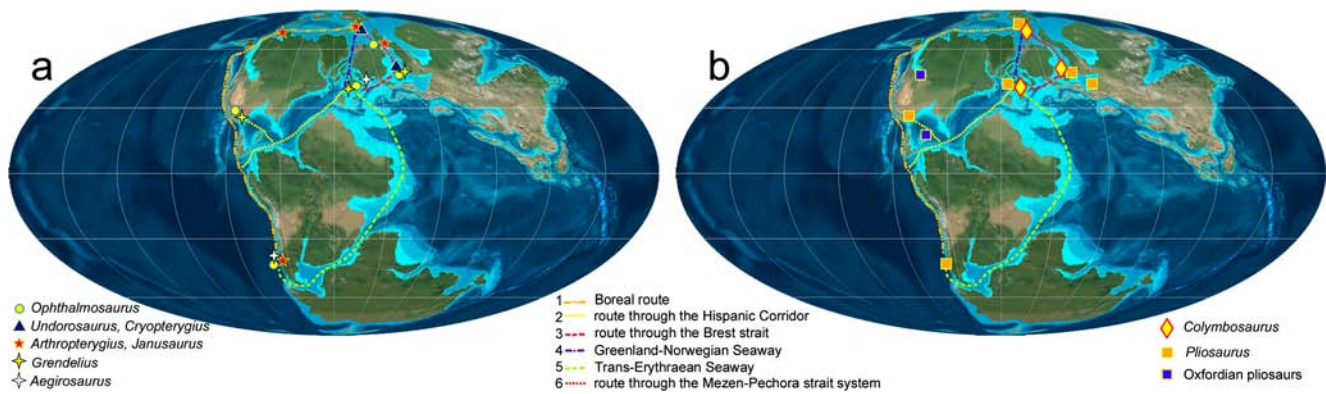 a
b
Ophthalmosaurus
Undorosaurus, Cryopterygius
Arthropterygius, Janusaurus
Grendelius
Aegirosaurus
1 Boreal route
2 route through the Hispanic Corridor
3 route through the Brest strait
4 Greenland-Norwegian Seaway
5 Trans-Erythraean Seaway
6 route through the Mezen-Pechora strait system
Colymbosaurus
Pliosaurus
Oxfordian pliosaurs